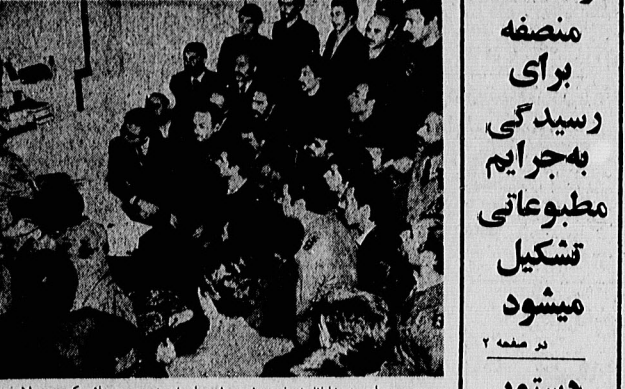 منصفه
برای
رسیدگی
به‌جرایم
مطبوعاتی
تشکیل
میشود
در صفحه ۲